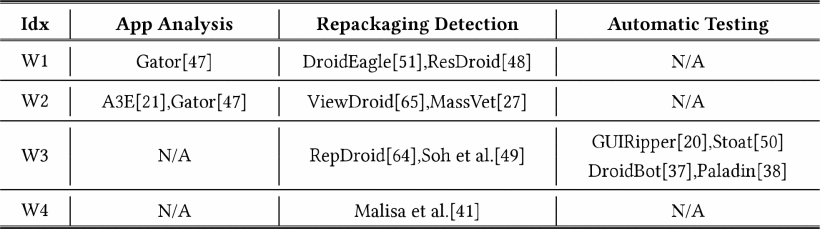 Idx App Analysis Repackaging Detection Automatic Testing
W1 Gator[47] DroidEagle[51],ResDroid[48] N/A
W2 A3E[21],Gator[47] ViewDroid[65],MassVet[27] N/A
W3 N/A RepDroid[64],Soh et al.[49] GUIRipper[20],Stoat[50]
DroidBot[37],Paladin[38]
W4 N/A Malisa et al.[41] N/A